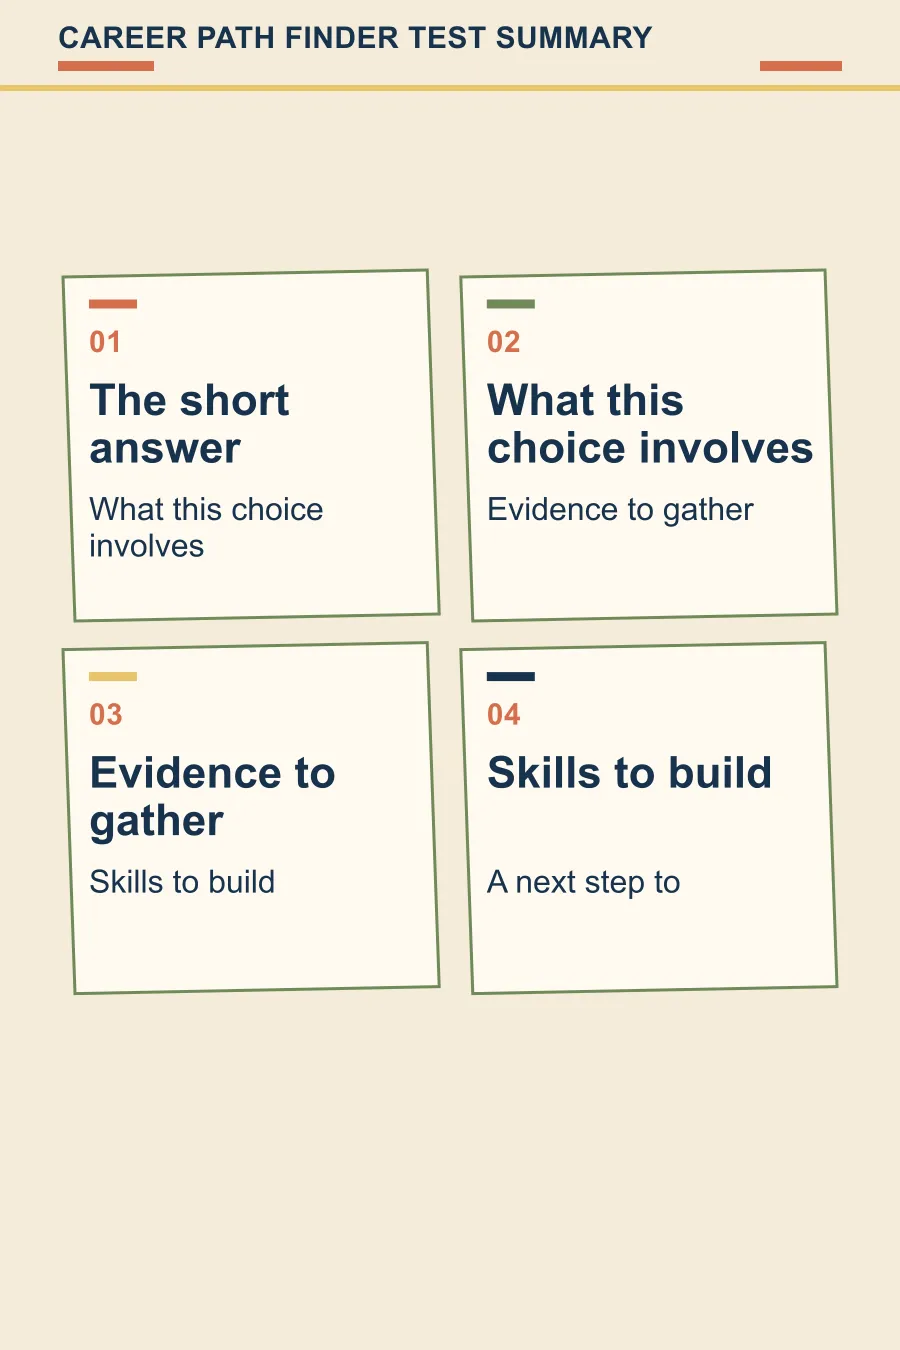 CAREER PATH FINDER TEST SUMMARY
01
The short
answer
What this choice
involves
02
What this
choice involves
Evidence to gather
03
Evidence to
gather
Skills to build
04
Skills to build
A next step to